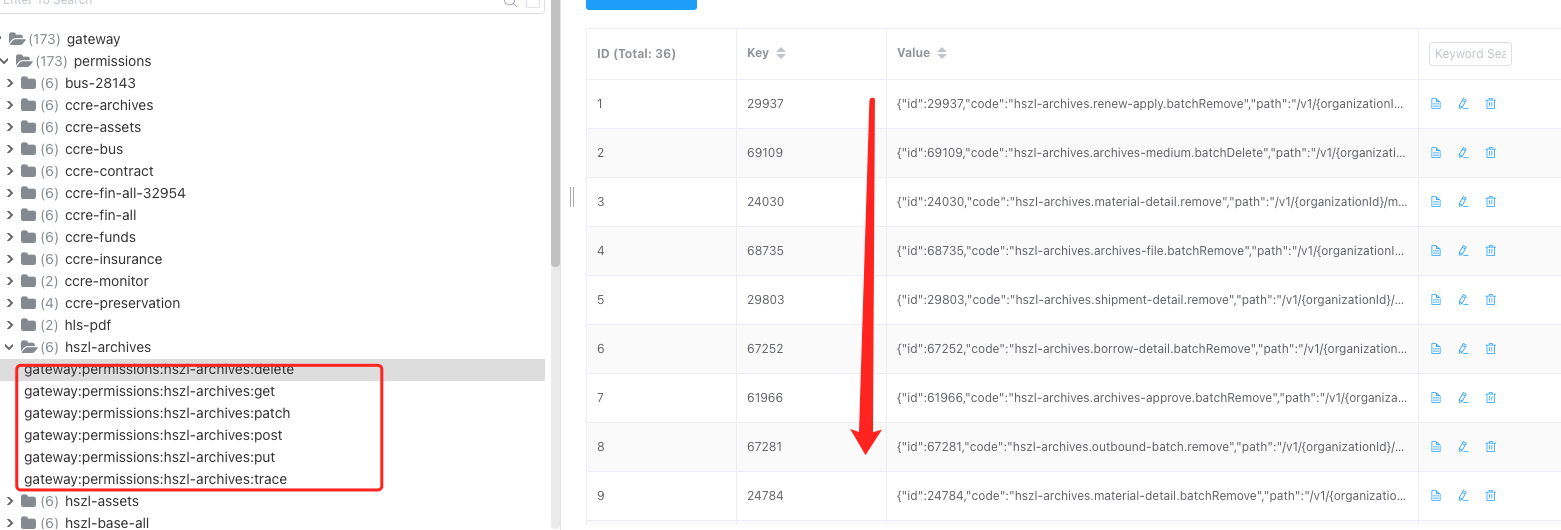 Enter To Search
(173) gateway
(173) permissions
(6) bus-28143
(6) ccre-archives
(6) ccre-assets
(6) ccre-bus
(6) ccre-contract
(6) ccre-fin-all-32954
(6) ccre-fin-all
(6) ccre-funds
(6) ccre-insurance
(2) ccre-monitor
(4) ccre-preservation
(2) hls-pdf
(6) hszl-archives
gateway:permissions:hszl-archives:delete
gateway:permissions:hszl-archives:get
gateway:permissions:hszl-archives:patch
gateway:permissions:hszl-archives:post
gateway:permissions:hszl-archives:put
gateway:permissions:hszl-archives:trace
(6) hszl-assets
(6) hszl-base-all
ID (Total: 36) Key Value Keyword Sea
1 29937 {"id":29937,"code":"hszl-archives.renew-apply.batchRemove","path":"/v1/{organizationI...
2 69109 {"id":69109,"code":"hszl-archives.archives-medium.batchDelete","path":"/v1/{organizati...
3 24030 {"id":24030,"code":"hszl-archives.material-detail.remove","path":"/v1/{organizationId}/m...
4 68735 {"id":68735,"code":"hszl-archives.archives-file.batchRemove","path":"/v1/{organizationI...
5 29803 {"id":29803,"code":"hszl-archives.shipment-detail.remove","path":"/v1/{organizationId}/...
6 67252 {"id":67252,"code":"hszl-archives.borrow-detail.batchRemove","path":"/v1/{organization...
7 61966 {"id":61966,"code":"hszl-archives.archives-approve.batchRemove","path":"/v1/{organiza...
8 67281 {"id":67281,"code":"hszl-archives.outbound-batch.remove","path":"/v1/{organizationId}/...
9 24784 {"id":24784,"code":"hszl-archives.material-detail.batchRemove","path":"/v1/{organizatio...